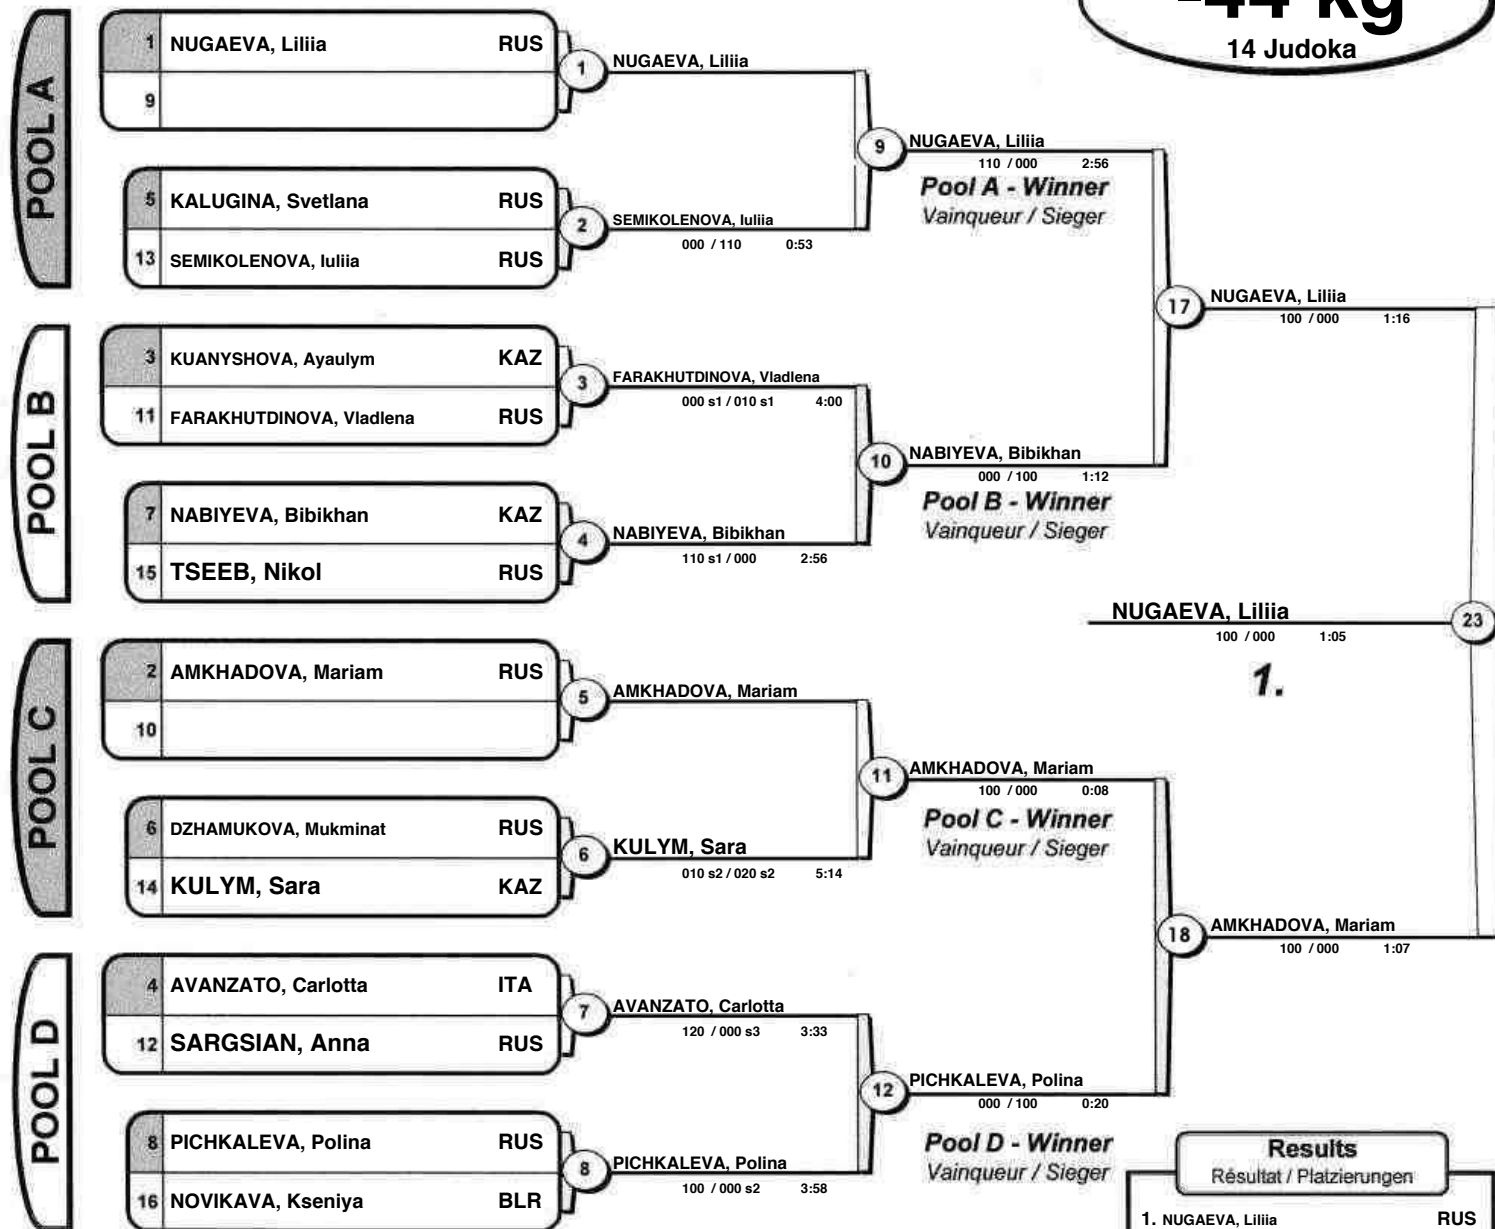 -44 kg
14 Judoka
POOL A
1 NUGAEVA, Liliia RUS
9
5 KALUGINA, Svetlana RUS
13 SEMIKOLENOVA, Iuliia RUS
1 NUGAEVA, Liliia
2 SEMIKOLENOVA, Iuliia
000 / 110 0:53
9 NUGAEVA, Liliia
110 / 000 2:56
Pool A - Winner
Vainqueur / Sieger
POOL B
3 KUANYSHOVA, Ayaulym KAZ
11 FARAKHUTDINOVA, Vladlena RUS
7 NABIYEVA, Bibikhan KAZ
15 TSEEB, Nikol RUS
3 FARAKHUTDINOVA, Vladlena
000 s1 / 010 s1 4:00
4 NABIYEVA, Bibikhan
110 s1 / 000 2:56
10 NABIYEVA, Bibikhan
000 / 100 1:12
Pool B - Winner
Vainqueur / Sieger
17 NUGAEVA, Liliia
100 / 000 1:16
NUGAEVA, Liliia 23
100 / 000 1:05
1.
POOL C
2 AMKHADOVA, Mariam RUS
10
6 DZHAMUKOVA, Mukminat RUS
14 KULYM, Sara KAZ
5 AMKHADOVA, Mariam
6 KULYM, Sara
010 s2 / 020 s2 5:14
11 AMKHADOVA, Mariam
100 / 000 0:08
Pool C - Winner
Vainqueur / Sieger
18 AMKHADOVA, Mariam
100 / 000 1:07
POOL D
4 AVANZATO, Carlotta ITA
12 SARGSIAN, Anna RUS
8 PICHKALEVA, Polina RUS
16 NOVIKAVA, Kseniya BLR
7 AVANZATO, Carlotta
120 / 000 s3 3:33
8 PICHKALEVA, Polina
100 / 000 s2 3:58
12 PICHKALEVA, Polina
000 / 100 0:20
Pool D - Winner
Vainqueur / Sieger
Results
Résultat / Platzierungen
1. NUGAEVA, Liliia RUS